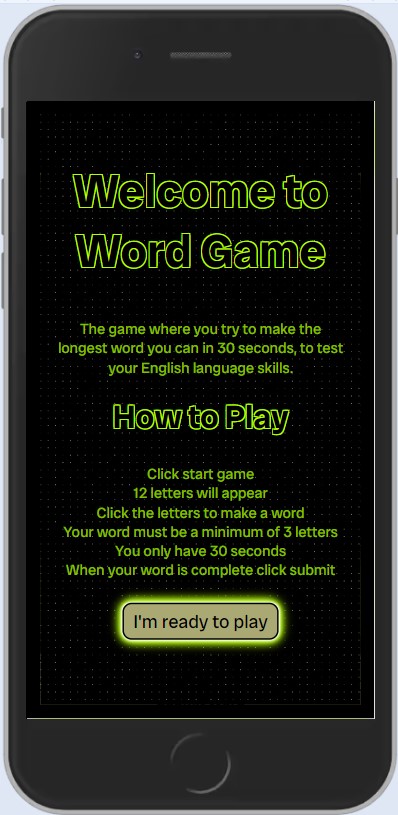 Welcome to
Word Game
The game where you try to make the
longest word you can in 30 seconds, to test
your English language skills.
How to Play
Click start game
12 letters will appear
Click the letters to make a word
Your word must be a minimum of 3 letters
You only have 30 seconds
When your word is complete click submit
I'm ready to play